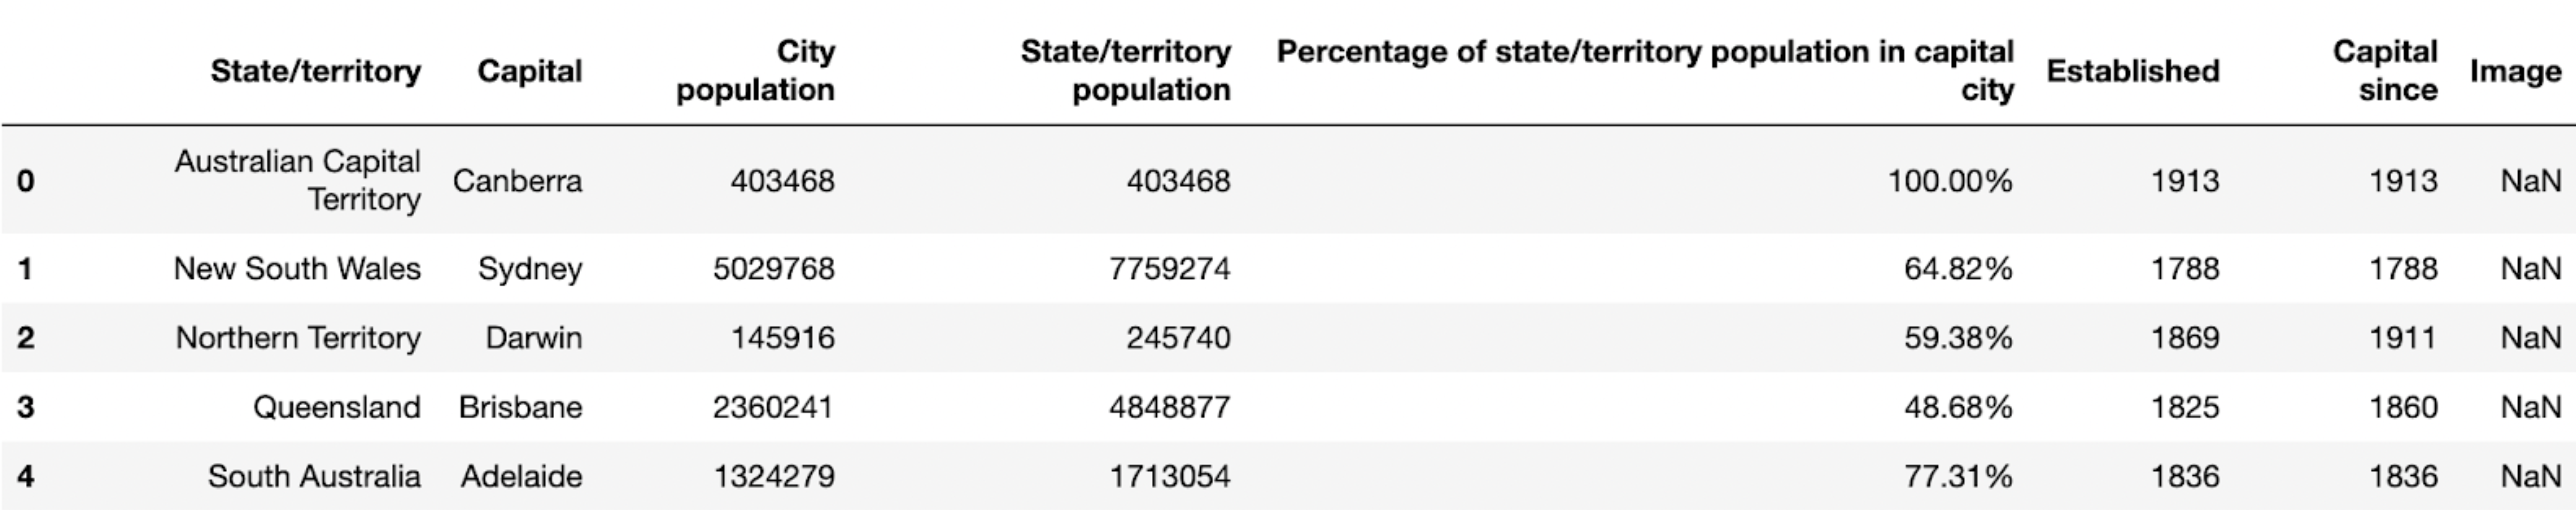 State/territory Capital City population State/territory population Percentage of state/territory population in capital city Established Capital since Image
0 Australian Capital Territory Canberra 403468 403468 100.00% 1913 1913 NaN
1 New South Wales Sydney 5029768 7759274 64.82% 1788 1788 NaN
2 Northern Territory Darwin 145916 245740 59.38% 1869 1911 NaN
3 Queensland Brisbane 2360241 4848877 48.68% 1825 1860 NaN
4 South Australia Adelaide 1324279 1713054 77.31% 1836 1836 NaN